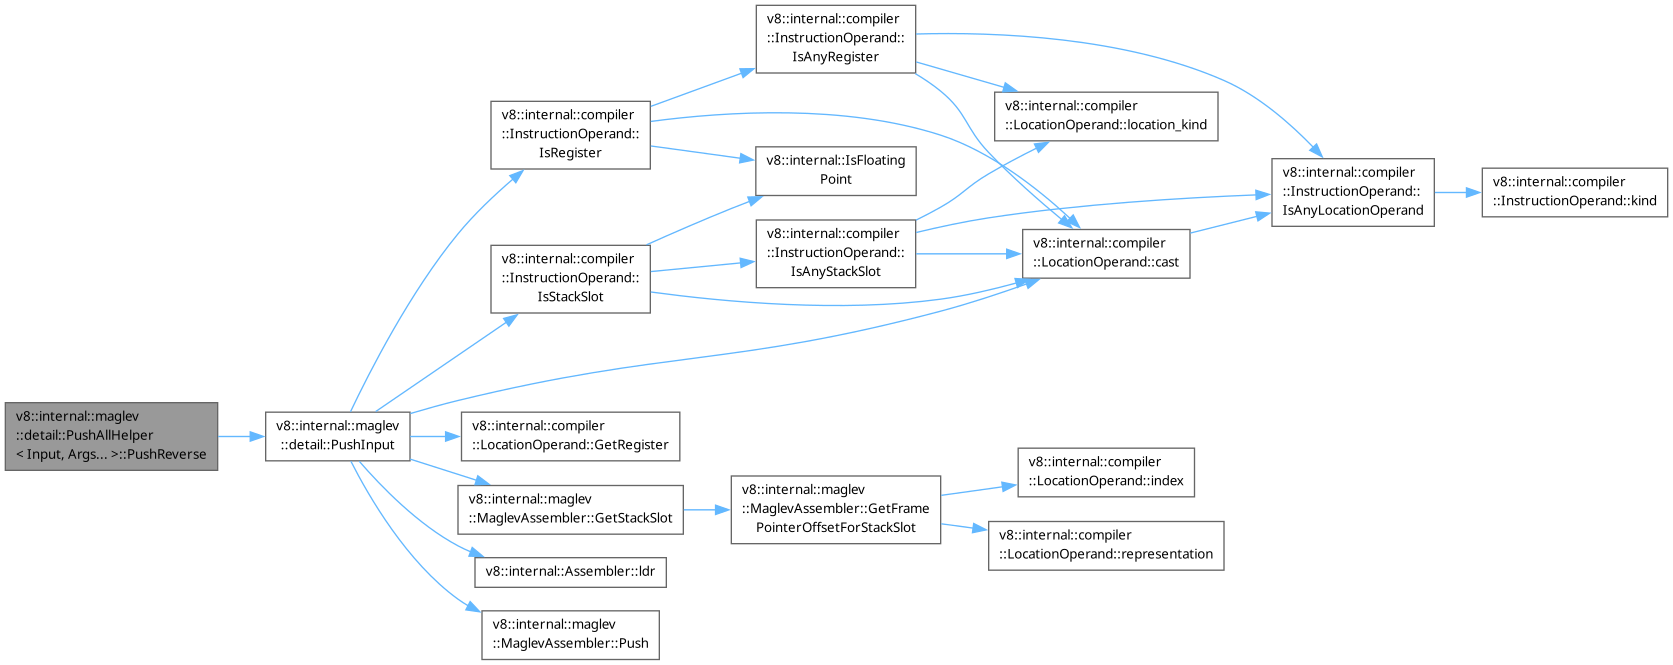 v8::internal::maglev
::detail::PushAllHelper
< Input, Args... >::PushReverse
v8::internal::maglev
::detail::PushInput
v8::internal::compiler
::InstructionOperand::
IsRegister
v8::internal::compiler
::InstructionOperand::
IsStackSlot
v8::internal::compiler
::LocationOperand::GetRegister
v8::internal::maglev
::MaglevAssembler::GetStackSlot
v8::internal::Assembler::ldr
v8::internal::maglev
::MaglevAssembler::Push
v8::internal::compiler
::InstructionOperand::
IsAnyRegister
v8::internal::IsFloating
Point
v8::internal::compiler
::InstructionOperand::
IsAnyStackSlot
v8::internal::maglev
::MaglevAssembler::GetFrame
PointerOffsetForStackSlot
v8::internal::compiler
::LocationOperand::location_kind
v8::internal::compiler
::LocationOperand::cast
v8::internal::compiler
::LocationOperand::index
v8::internal::compiler
::LocationOperand::representation
v8::internal::compiler
::InstructionOperand::
IsAnyLocationOperand
v8::internal::compiler
::InstructionOperand::kind